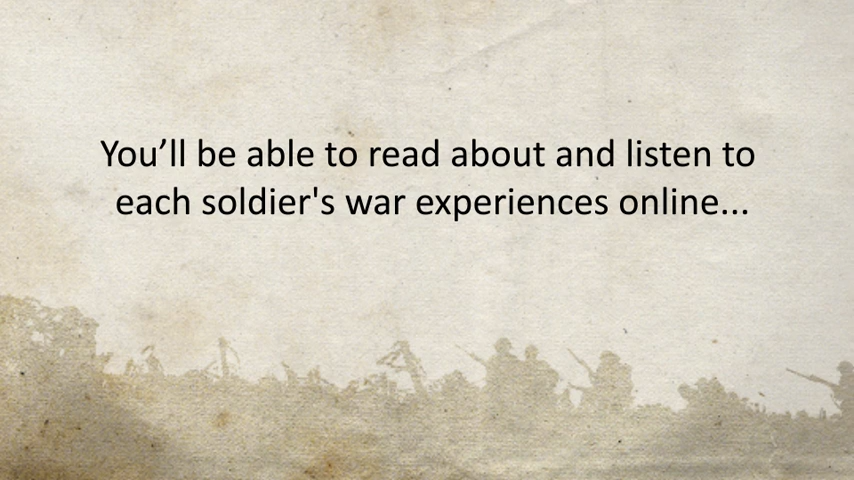 You’ll be able to read about and listen to
each soldier's war experiences online...